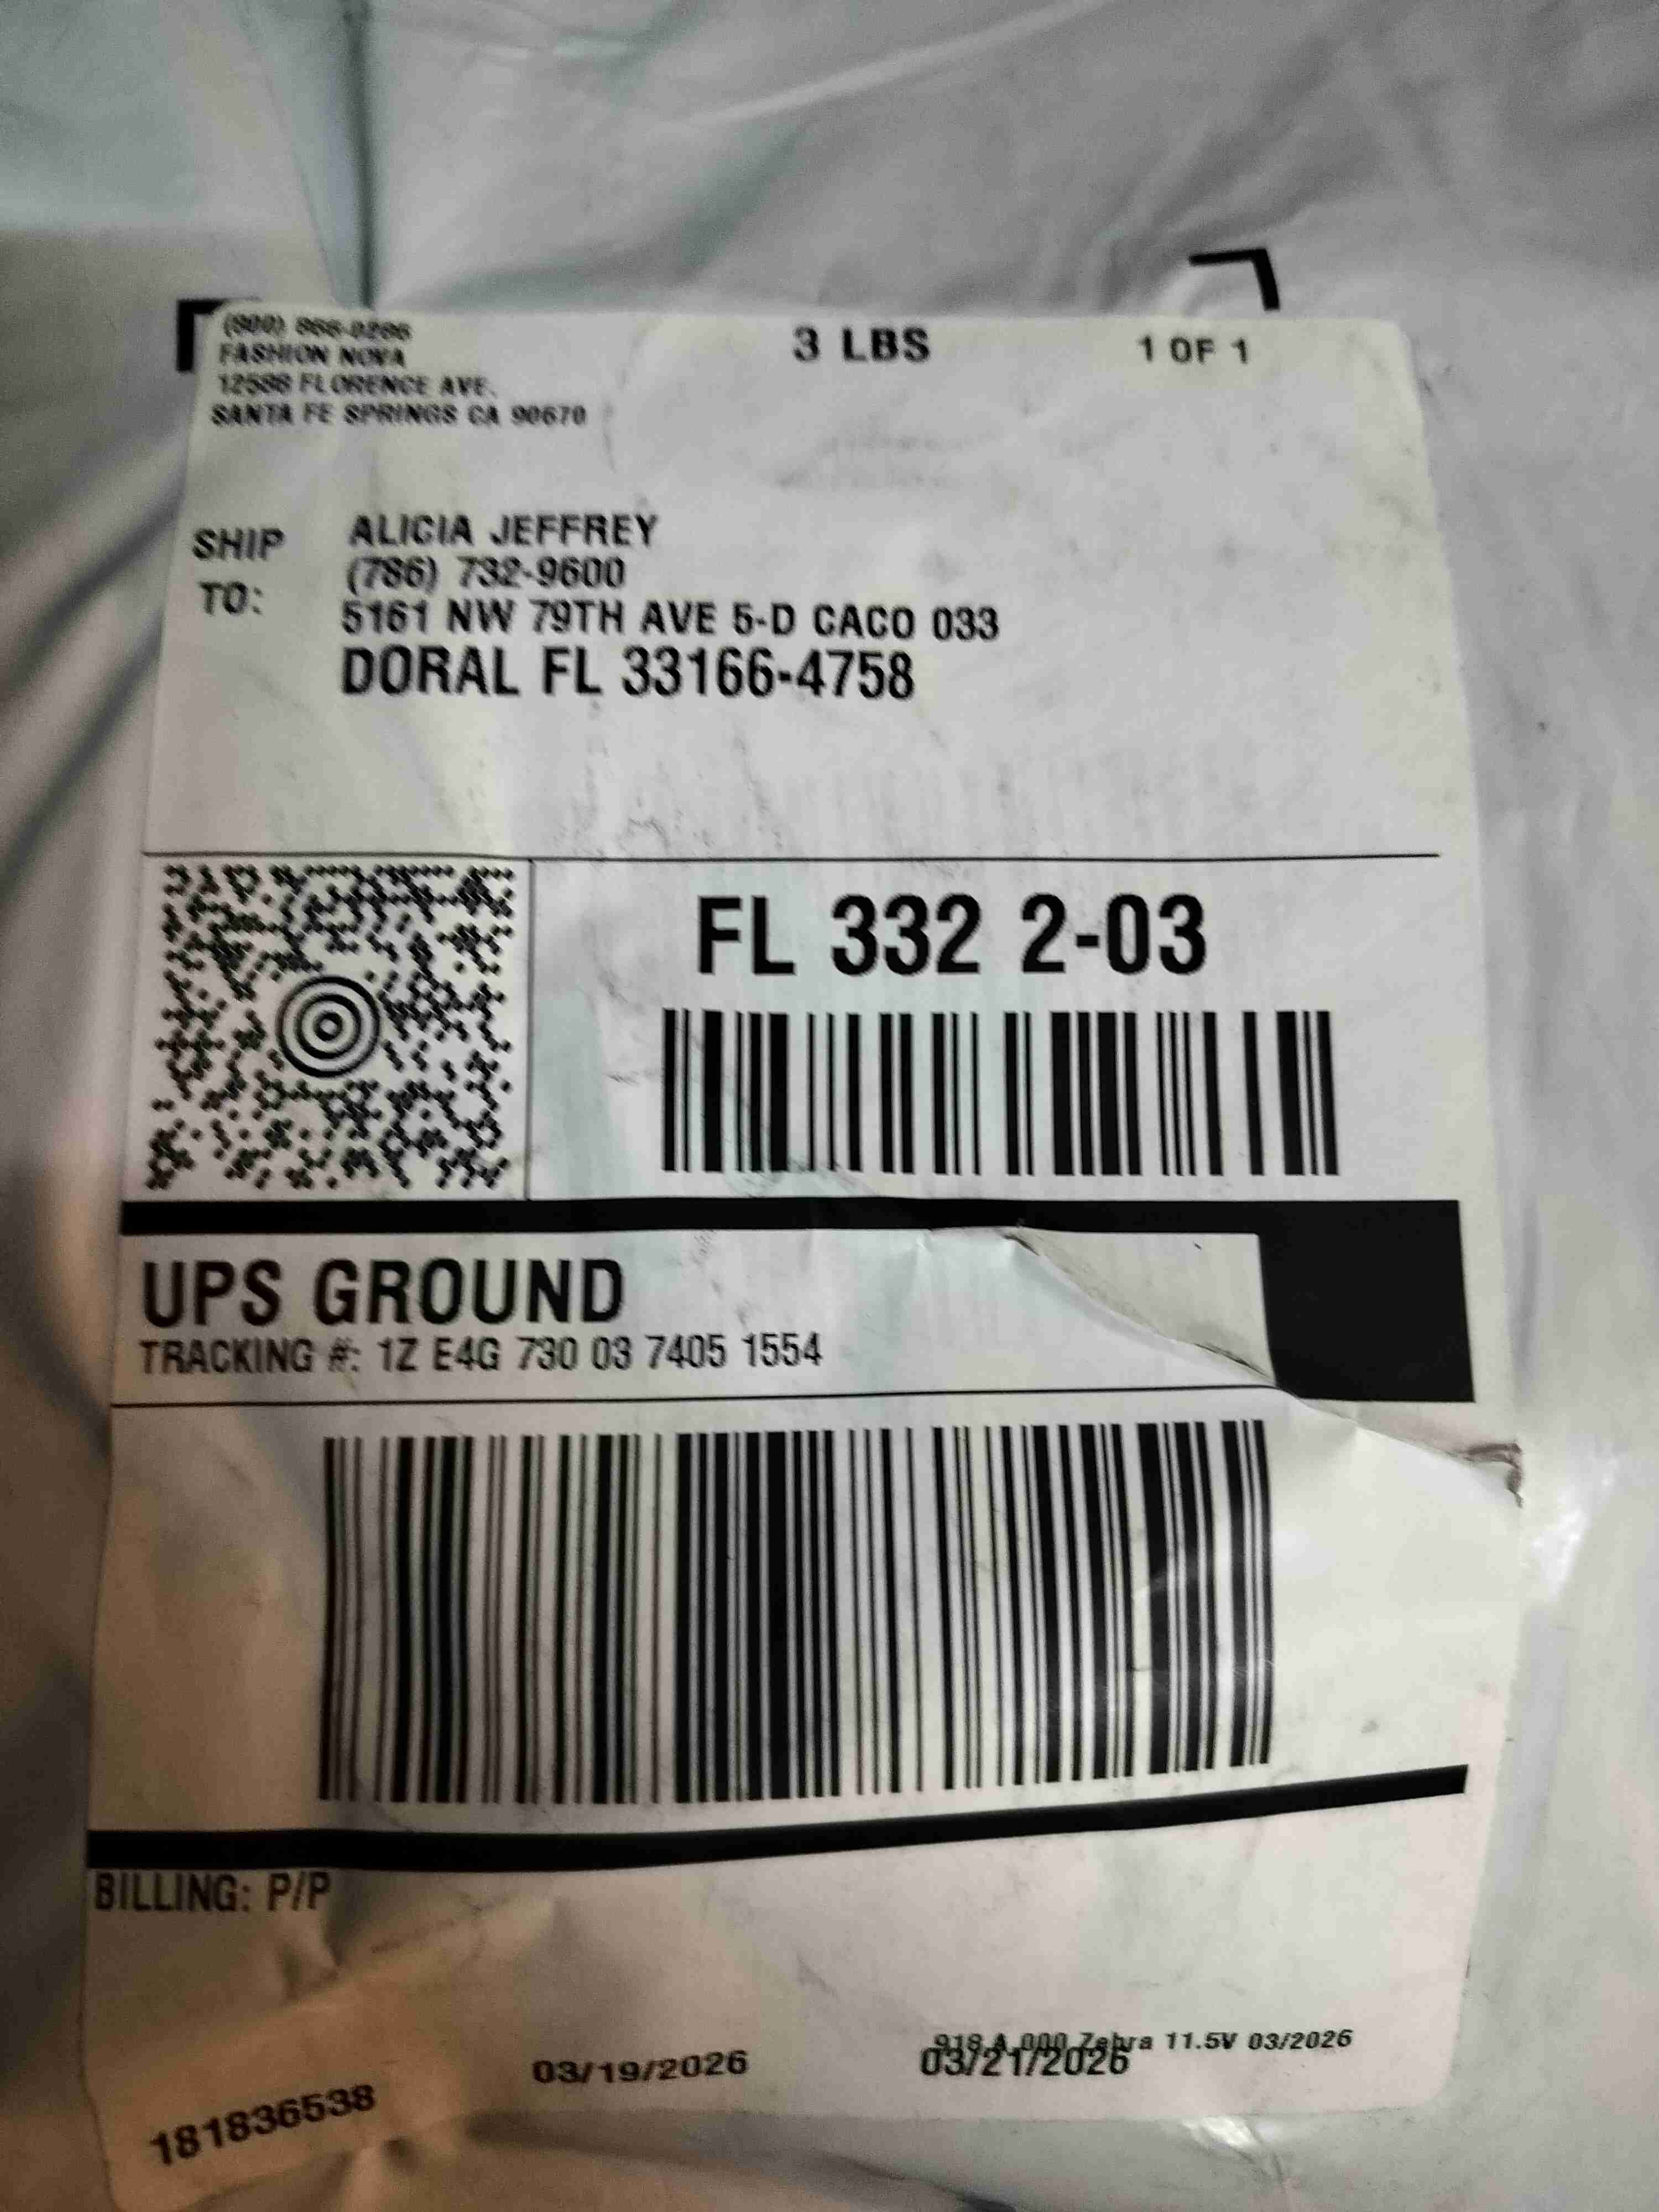 (800) 868-0286
FASHION NOVA
12588 FLORENCE AVE.
SANTA FE SPRINGS CA 90670
3 LBS
1 OF 1
SHIP TO:
ALICIA JEFFREY
(786) 732-9600
5161 NW 79TH AVE 5-D CACO 033
DORAL FL 33166-4758
FL 332 2-03
UPS GROUND
TRACKING #: 1Z E4G 730 03 7405 1554
BILLING: P/P
918 A 000 Zebra 11.5V 03/2026
03/19/2026
03/21/2026
181836538